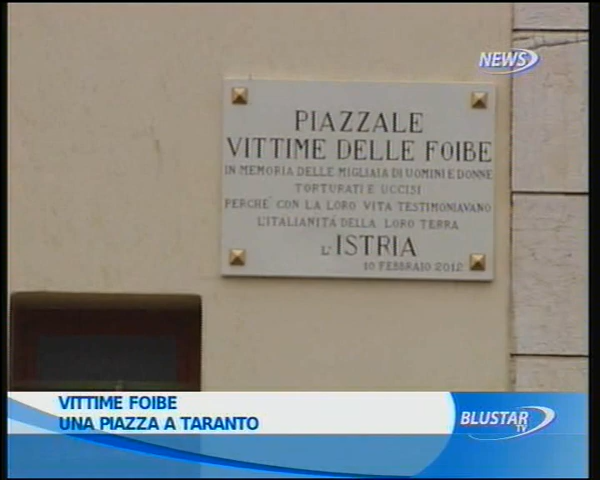 NEWS
PIAZZALE
VITTIME DELLE FOIBE
IN MEMORIA DELLE MIGLIAIA DI UOMINI E DONNE
TORTURATI E UCCISI
PERCHE' CON LA LORO VITA TESTIMONIAVANO
L'ITALIANITÀ DELLA LORO TERRA
L'ISTRIA
10 FEBBRAIO 2012
VITTIME FOIBE
UNA PIAZZA A TARANTO
BLUSTAR
TV